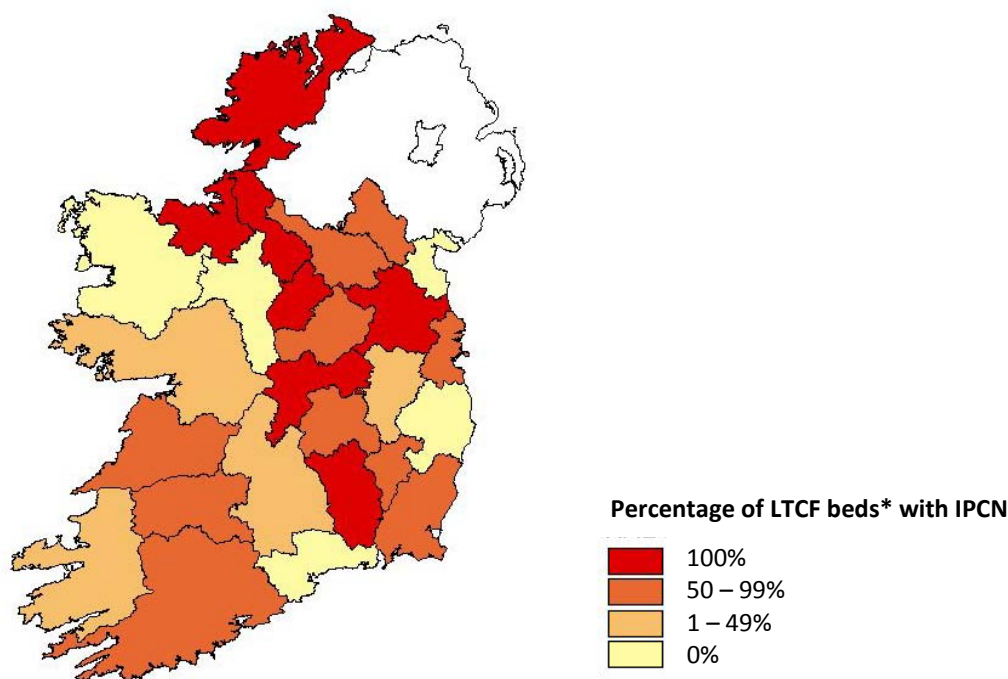 Percentage of LTCF beds* with IPCN
100%
50 – 99%
1 – 49%
0%